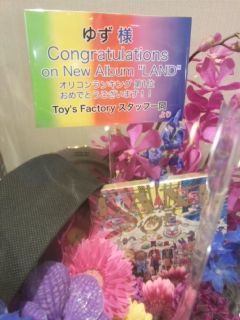 ゆず 様
Congratulations
on New Album "LAND"
オリコンランキング 第1位
おめでとうございます！！
Toy's Factory スタッフ一同
より